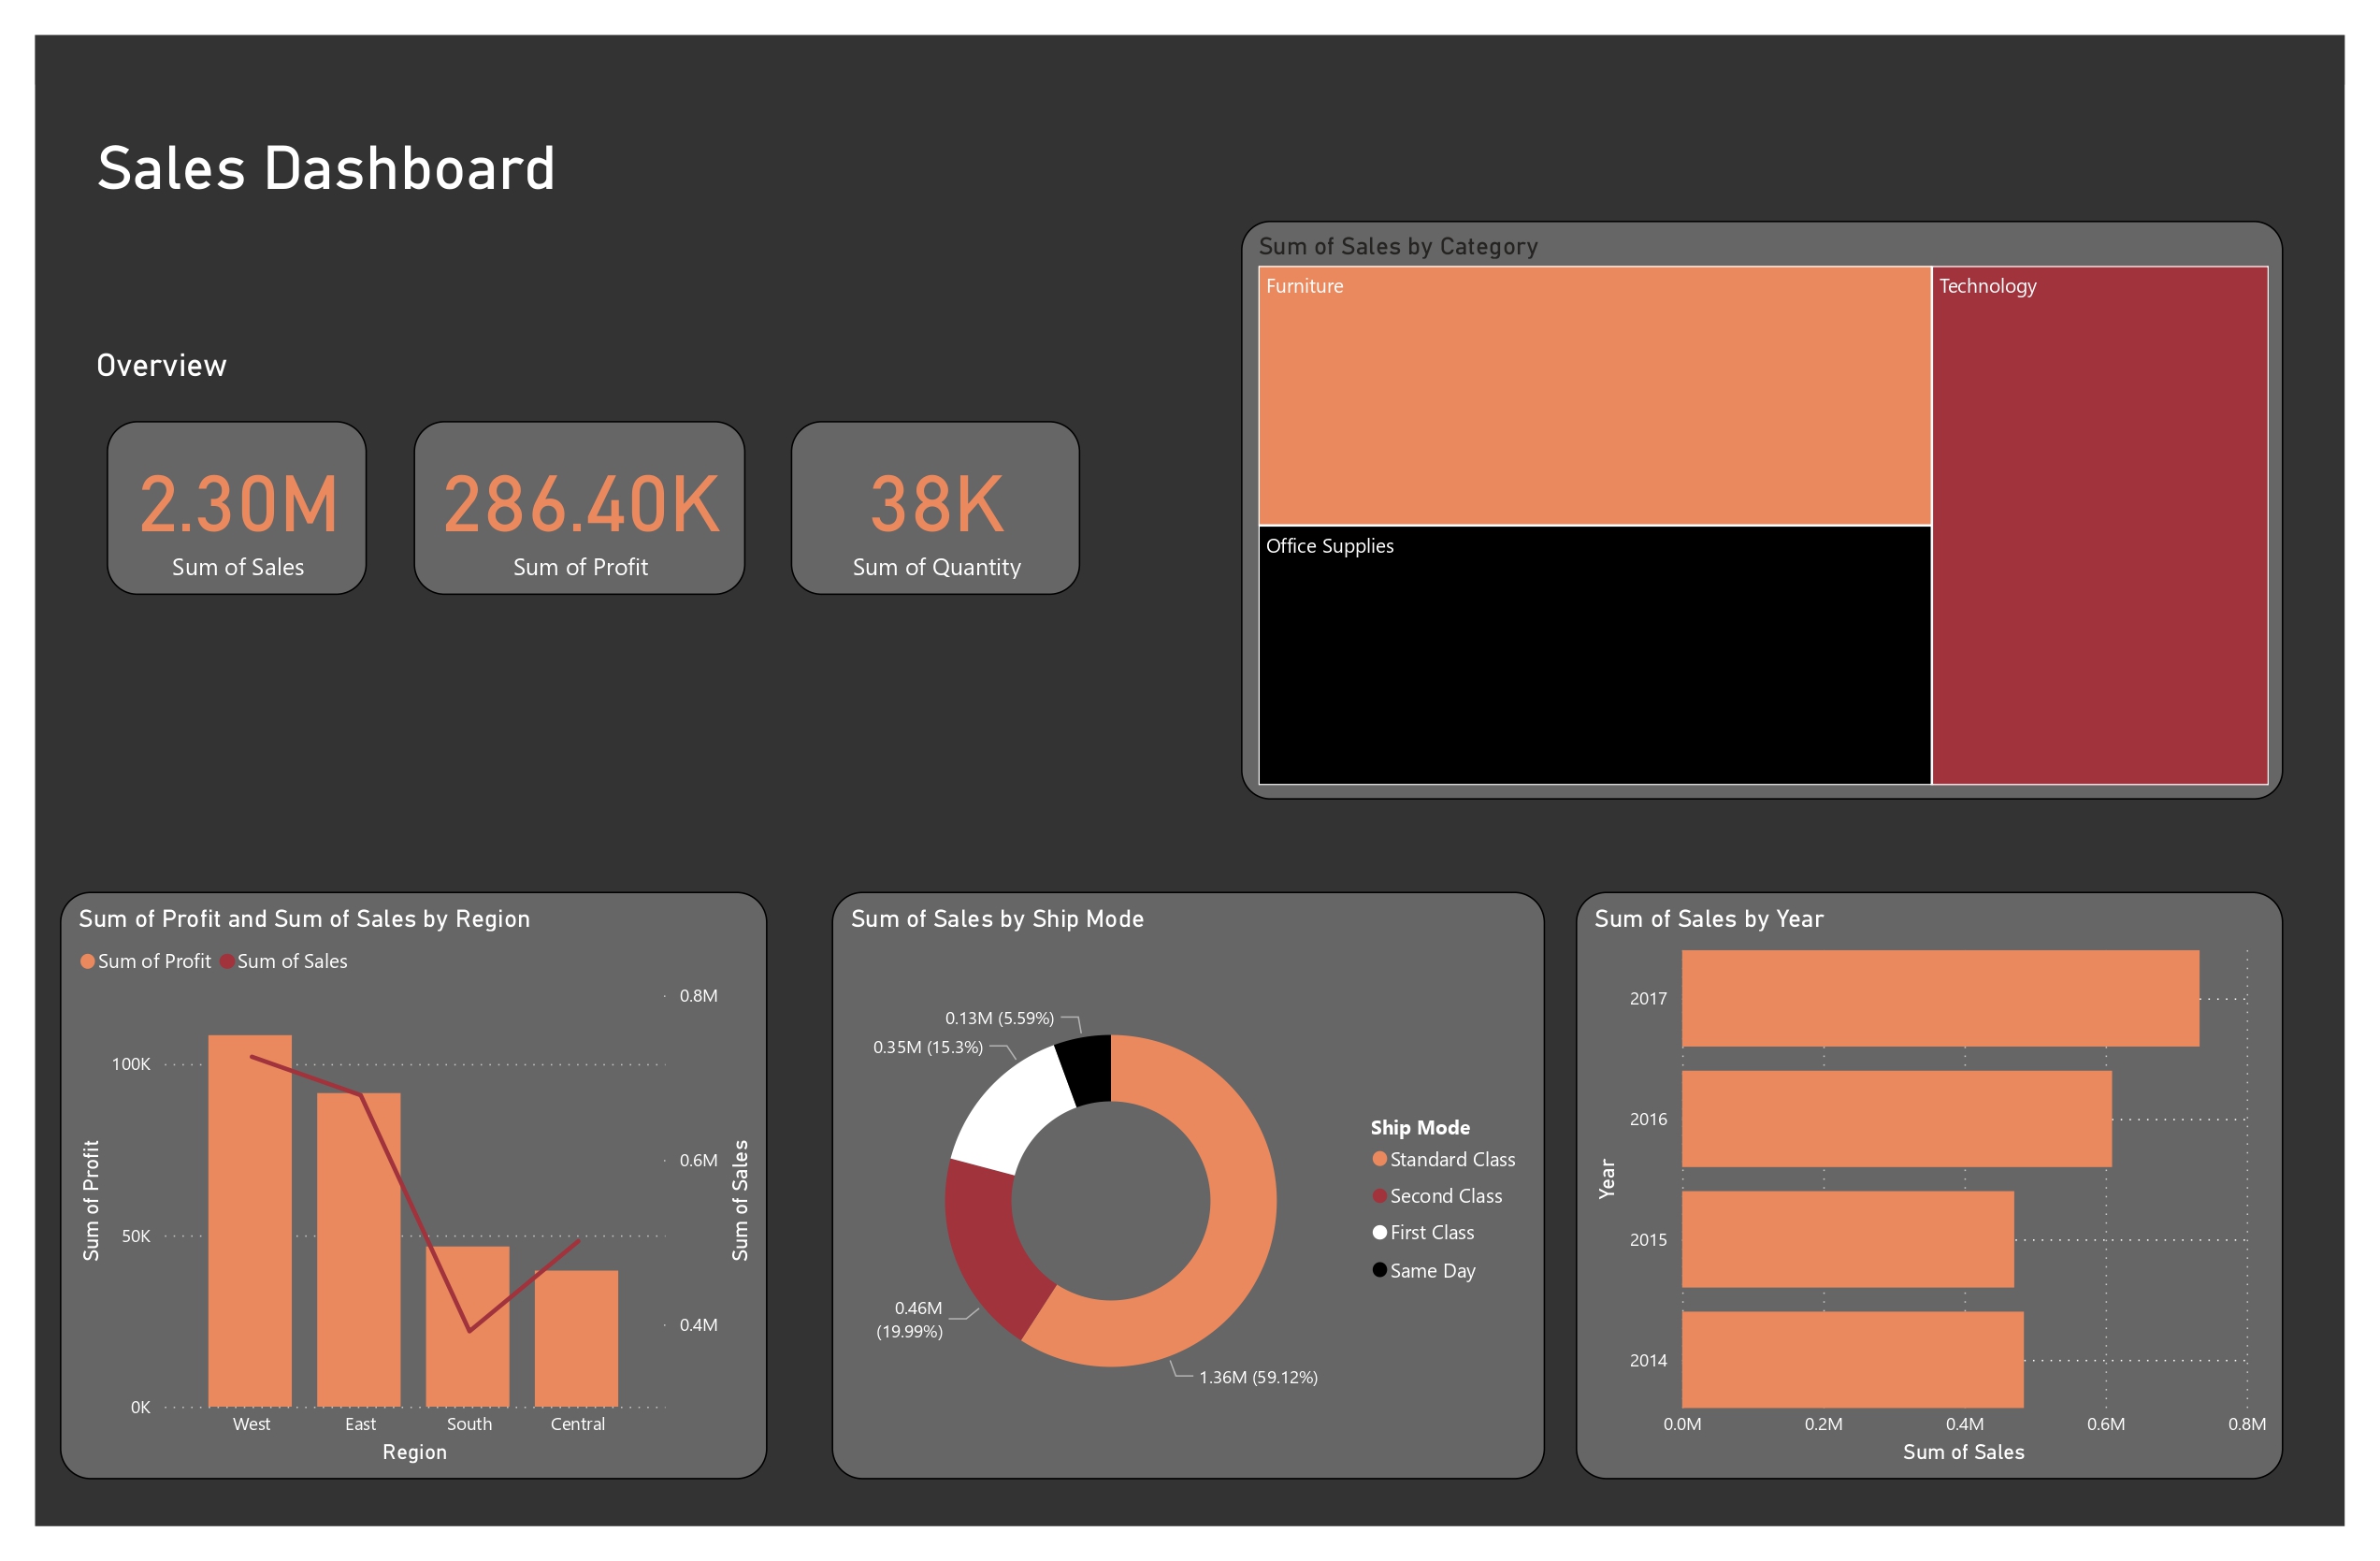 Sales Dashboard
Overview
2.30M
Sum of Sales
286.40K
Sum of Profit
38K
Sum of Quantity
Sum of Sales by Category
Furniture
Technology
Office Supplies
Sum of Profit and Sum of Sales by Region
Sum of Profit Sum of Sales
Sum of Profit
100K
50K
0K
0.8M
0.6M
0.4M
Sum of Sales
West East South Central
Region
Sum of Sales by Ship Mode
0.13M (5.59%)
0.35M (15.3%)
0.46M
(19.99%)
1.36M (59.12%)
Ship Mode
Standard Class
Second Class
First Class
Same Day
Sum of Sales by Year
Year
2017
2016
2015
2014
0.0M 0.2M 0.4M 0.6M 0.8M
Sum of Sales